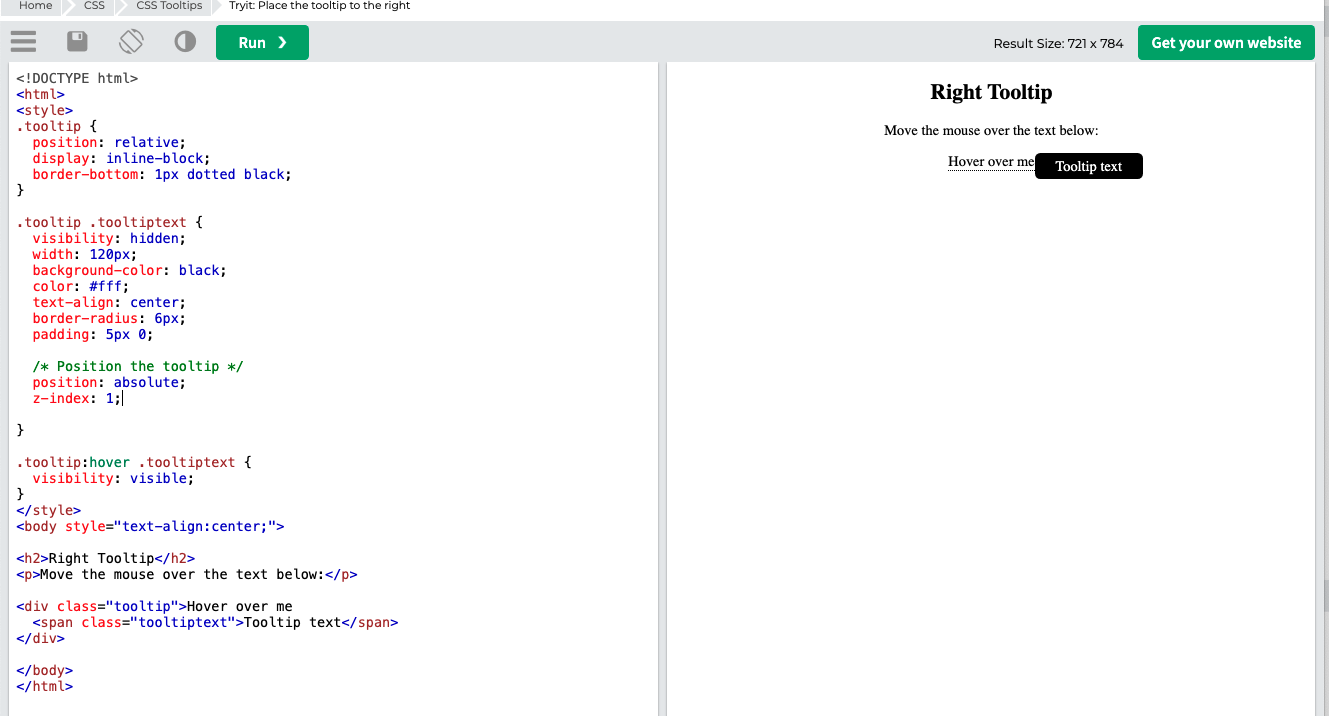 Home CSS CSS Tooltips Tryit: Place the tooltip to the right
Run ❯ Result Size: 721 x 784 Get your own website
<!DOCTYPE html>
<html>
<style>
.tooltip {
  position: relative;
  display: inline-block;
  border-bottom: 1px dotted black;
}

.tooltip .tooltiptext {
  visibility: hidden;
  width: 120px;
  background-color: black;
  color: #fff;
  text-align: center;
  border-radius: 6px;
  padding: 5px 0;

  /* Position the tooltip */
  position: absolute;
  z-index: 1;

}

.tooltip:hover .tooltiptext {
  visibility: visible;
}
</style>
<body style="text-align:center;">

<h2>Right Tooltip</h2>
<p>Move the mouse over the text below:</p>

<div class="tooltip">Hover over me
  <span class="tooltiptext">Tooltip text</span>
</div>

</body>
</html>
Right Tooltip
Move the mouse over the text below:
Hover over me Tooltip text